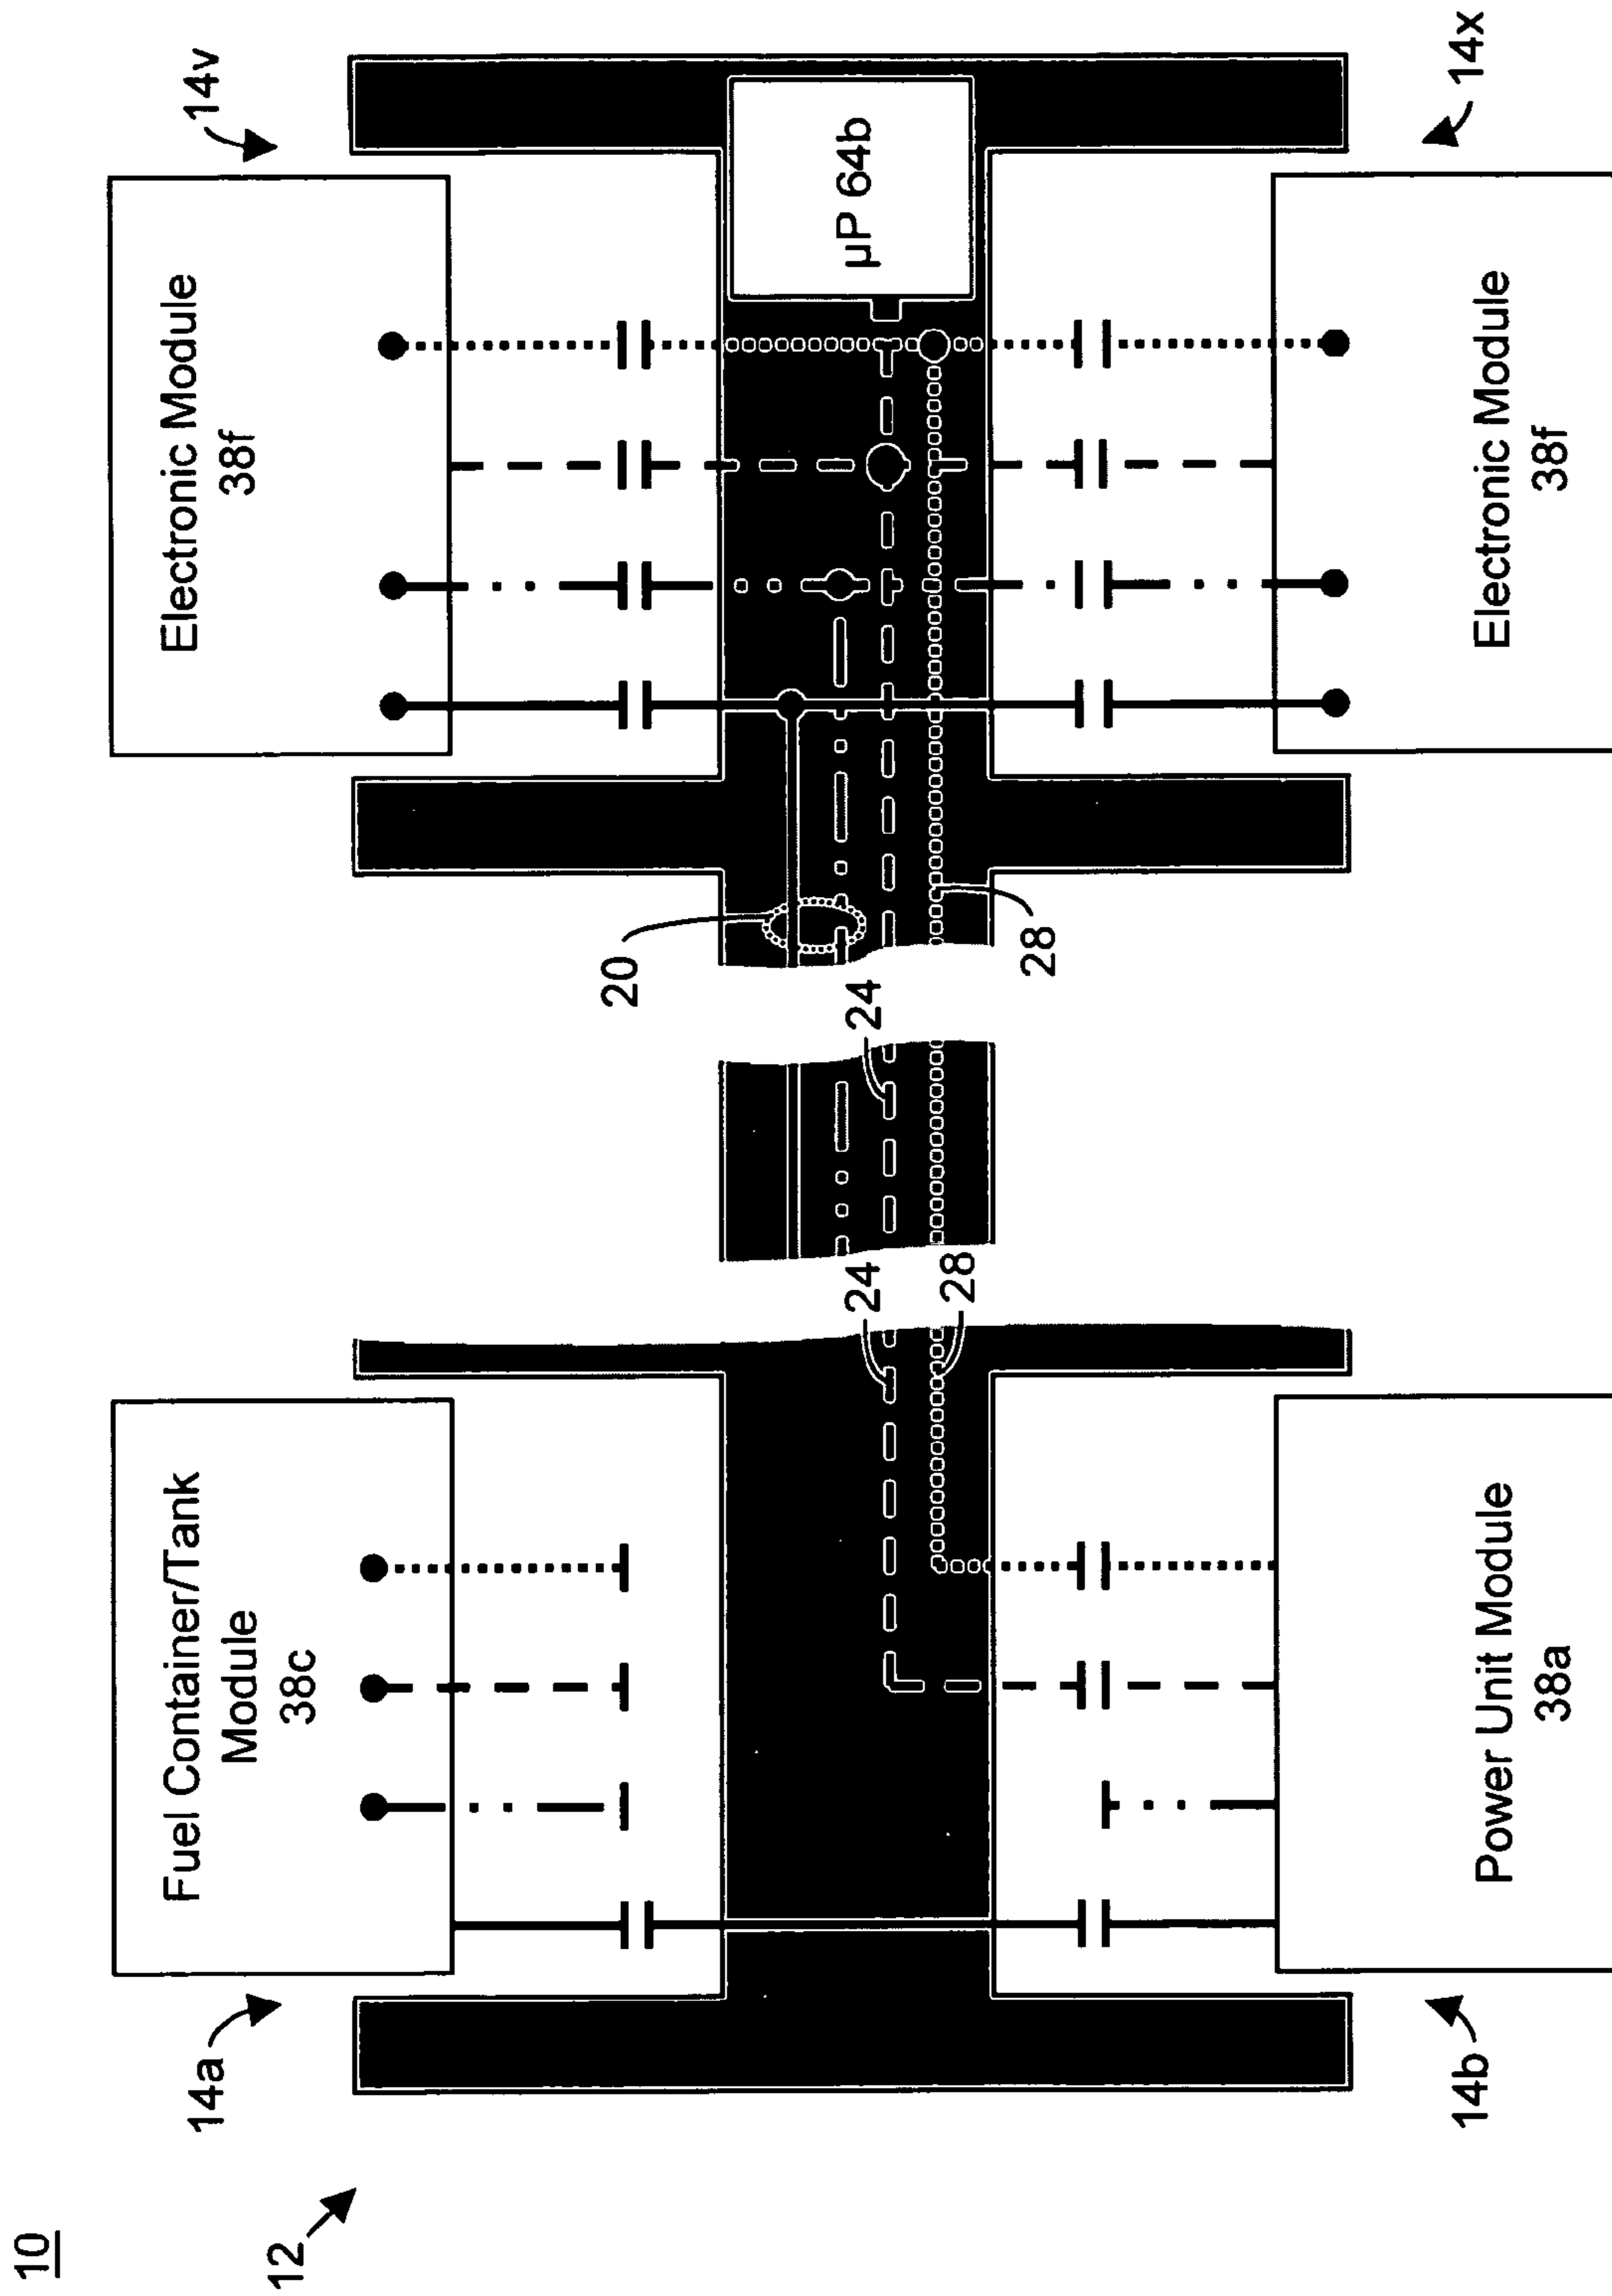 10
12
14a
Fuel Container/Tank
Module
38c
14v
Electronic Module
38f
20
24
24
28
28
µP 64b
14b
Power Unit Module
38a
14x
Electronic Module
38f